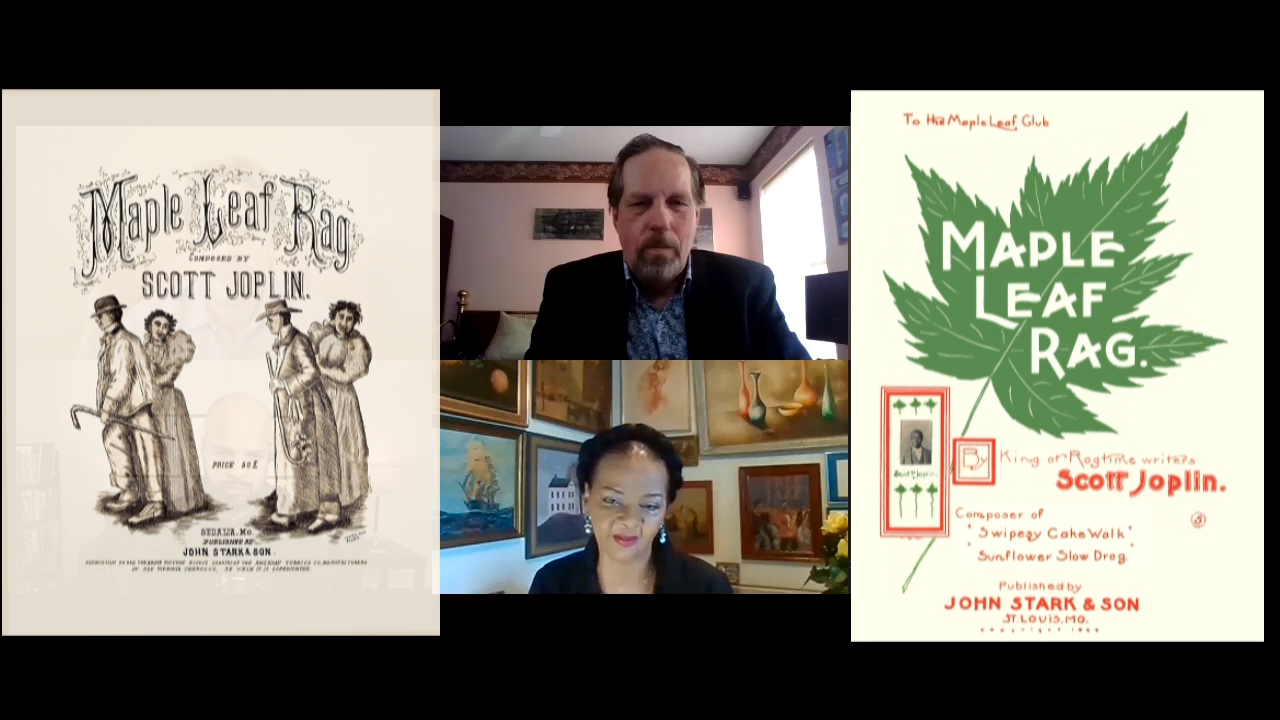 Maple Leaf Rag
COMPOSED BY
SCOTT JOPLIN.
PRICE 50¢
SEDALIA, MO.
PUBLISHED BY
JOHN STARK & SON.
To the Maple Leaf Club
MAPLE
LEAF
RAG.
By King of Ragtime writers
Scott Joplin.
Composer of
Swipesy Cake Walk
Sunflower Slow Drag.
Published by
JOHN STARK & SON
ST. LOUIS, MO.